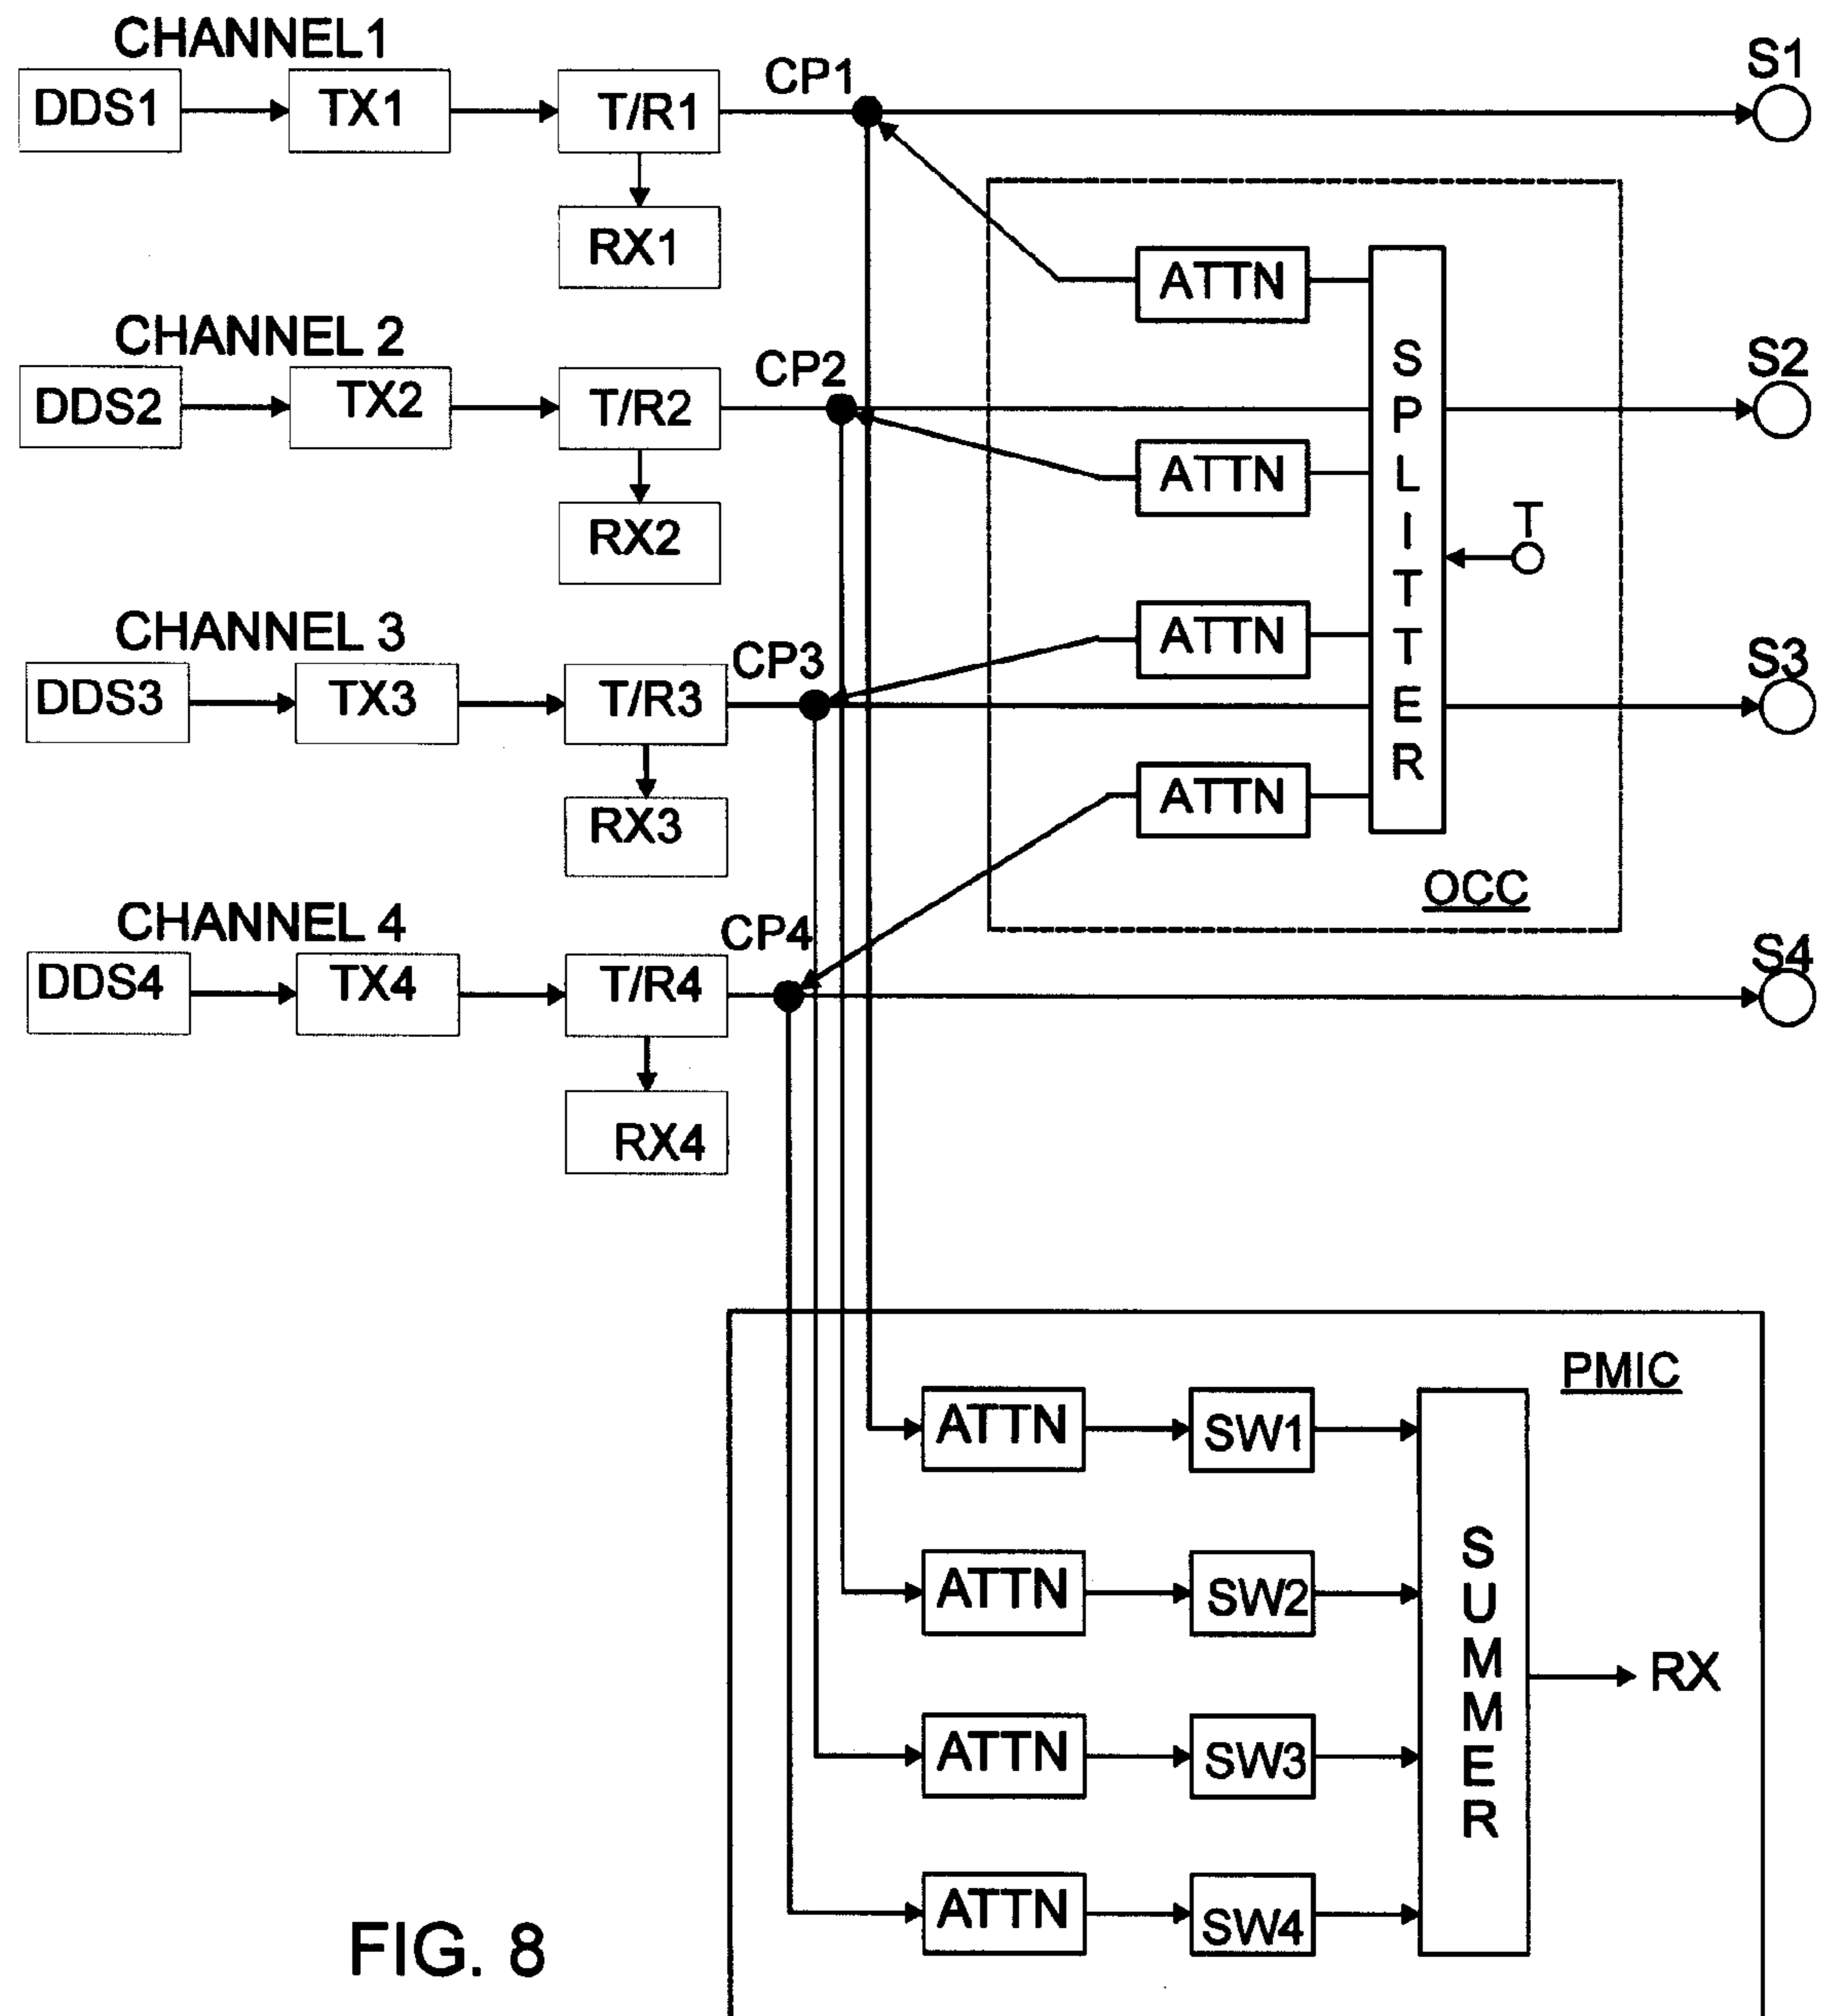 CHANNEL1
DDS1
TX1
T/R1
CP1
S1
RX1
ATTN
CHANNEL 2
DDS2
TX2
T/R2
CP2
S2
RX2
ATTN
SPLITTER
T
CHANNEL 3
DDS3
TX3
T/R3
CP3
S3
RX3
ATTN
ATTN
OCC
CHANNEL 4
DDS4
TX4
T/R4
CP4
S4
RX4
PMIC
ATTN
SW1
ATTN
SW2
SUMMER
RX
ATTN
SW3
ATTN
SW4
FIG. 8